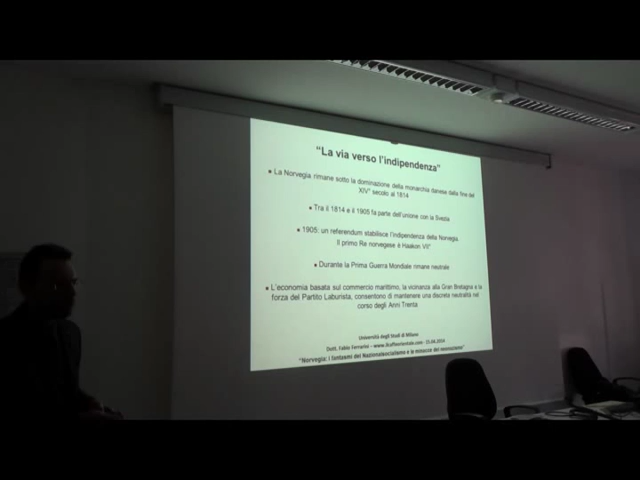 “La via verso l’indipendenza”
La Norvegia rimane sotto la dominazione della monarchia danese dalla fine del
XIV° secolo al 1814
Tra il 1814 e il 1905 fa parte dell'unione con la Svezia
1905: un referendum stabilisce l'indipendenza della Norvegia.
Il primo Re norvegese è Haakon VII°
Durante la Prima Guerra Mondiale rimane neutrale
L'economia basata sul commercio marittimo, la vicinanza alla Gran Bretagna e la
forza del Partito Laburista, consentono di mantenere una discreta neutralità nel
corso degli Anni Trenta
Università degli Studi di Milano
Dott. Fabio Ferrarini –
“Norvegia: i fantasmi del Nazionalsocialismo e le minacce del neonazismo”